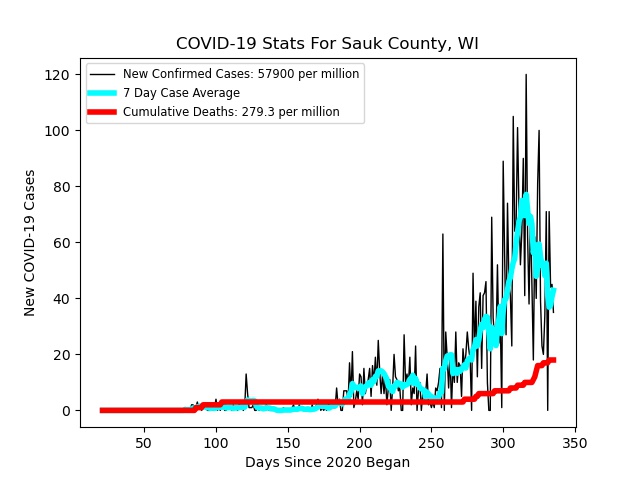 COVID-19 Stats For Sauk County, WI
New Confirmed Cases: 57900 per million
7 Day Case Average
Cumulative Deaths: 279.3 per million
New COVID-19 Cases
120
100
80
60
40
20
0
50 100 150 200 250 300 350
Days Since 2020 Began